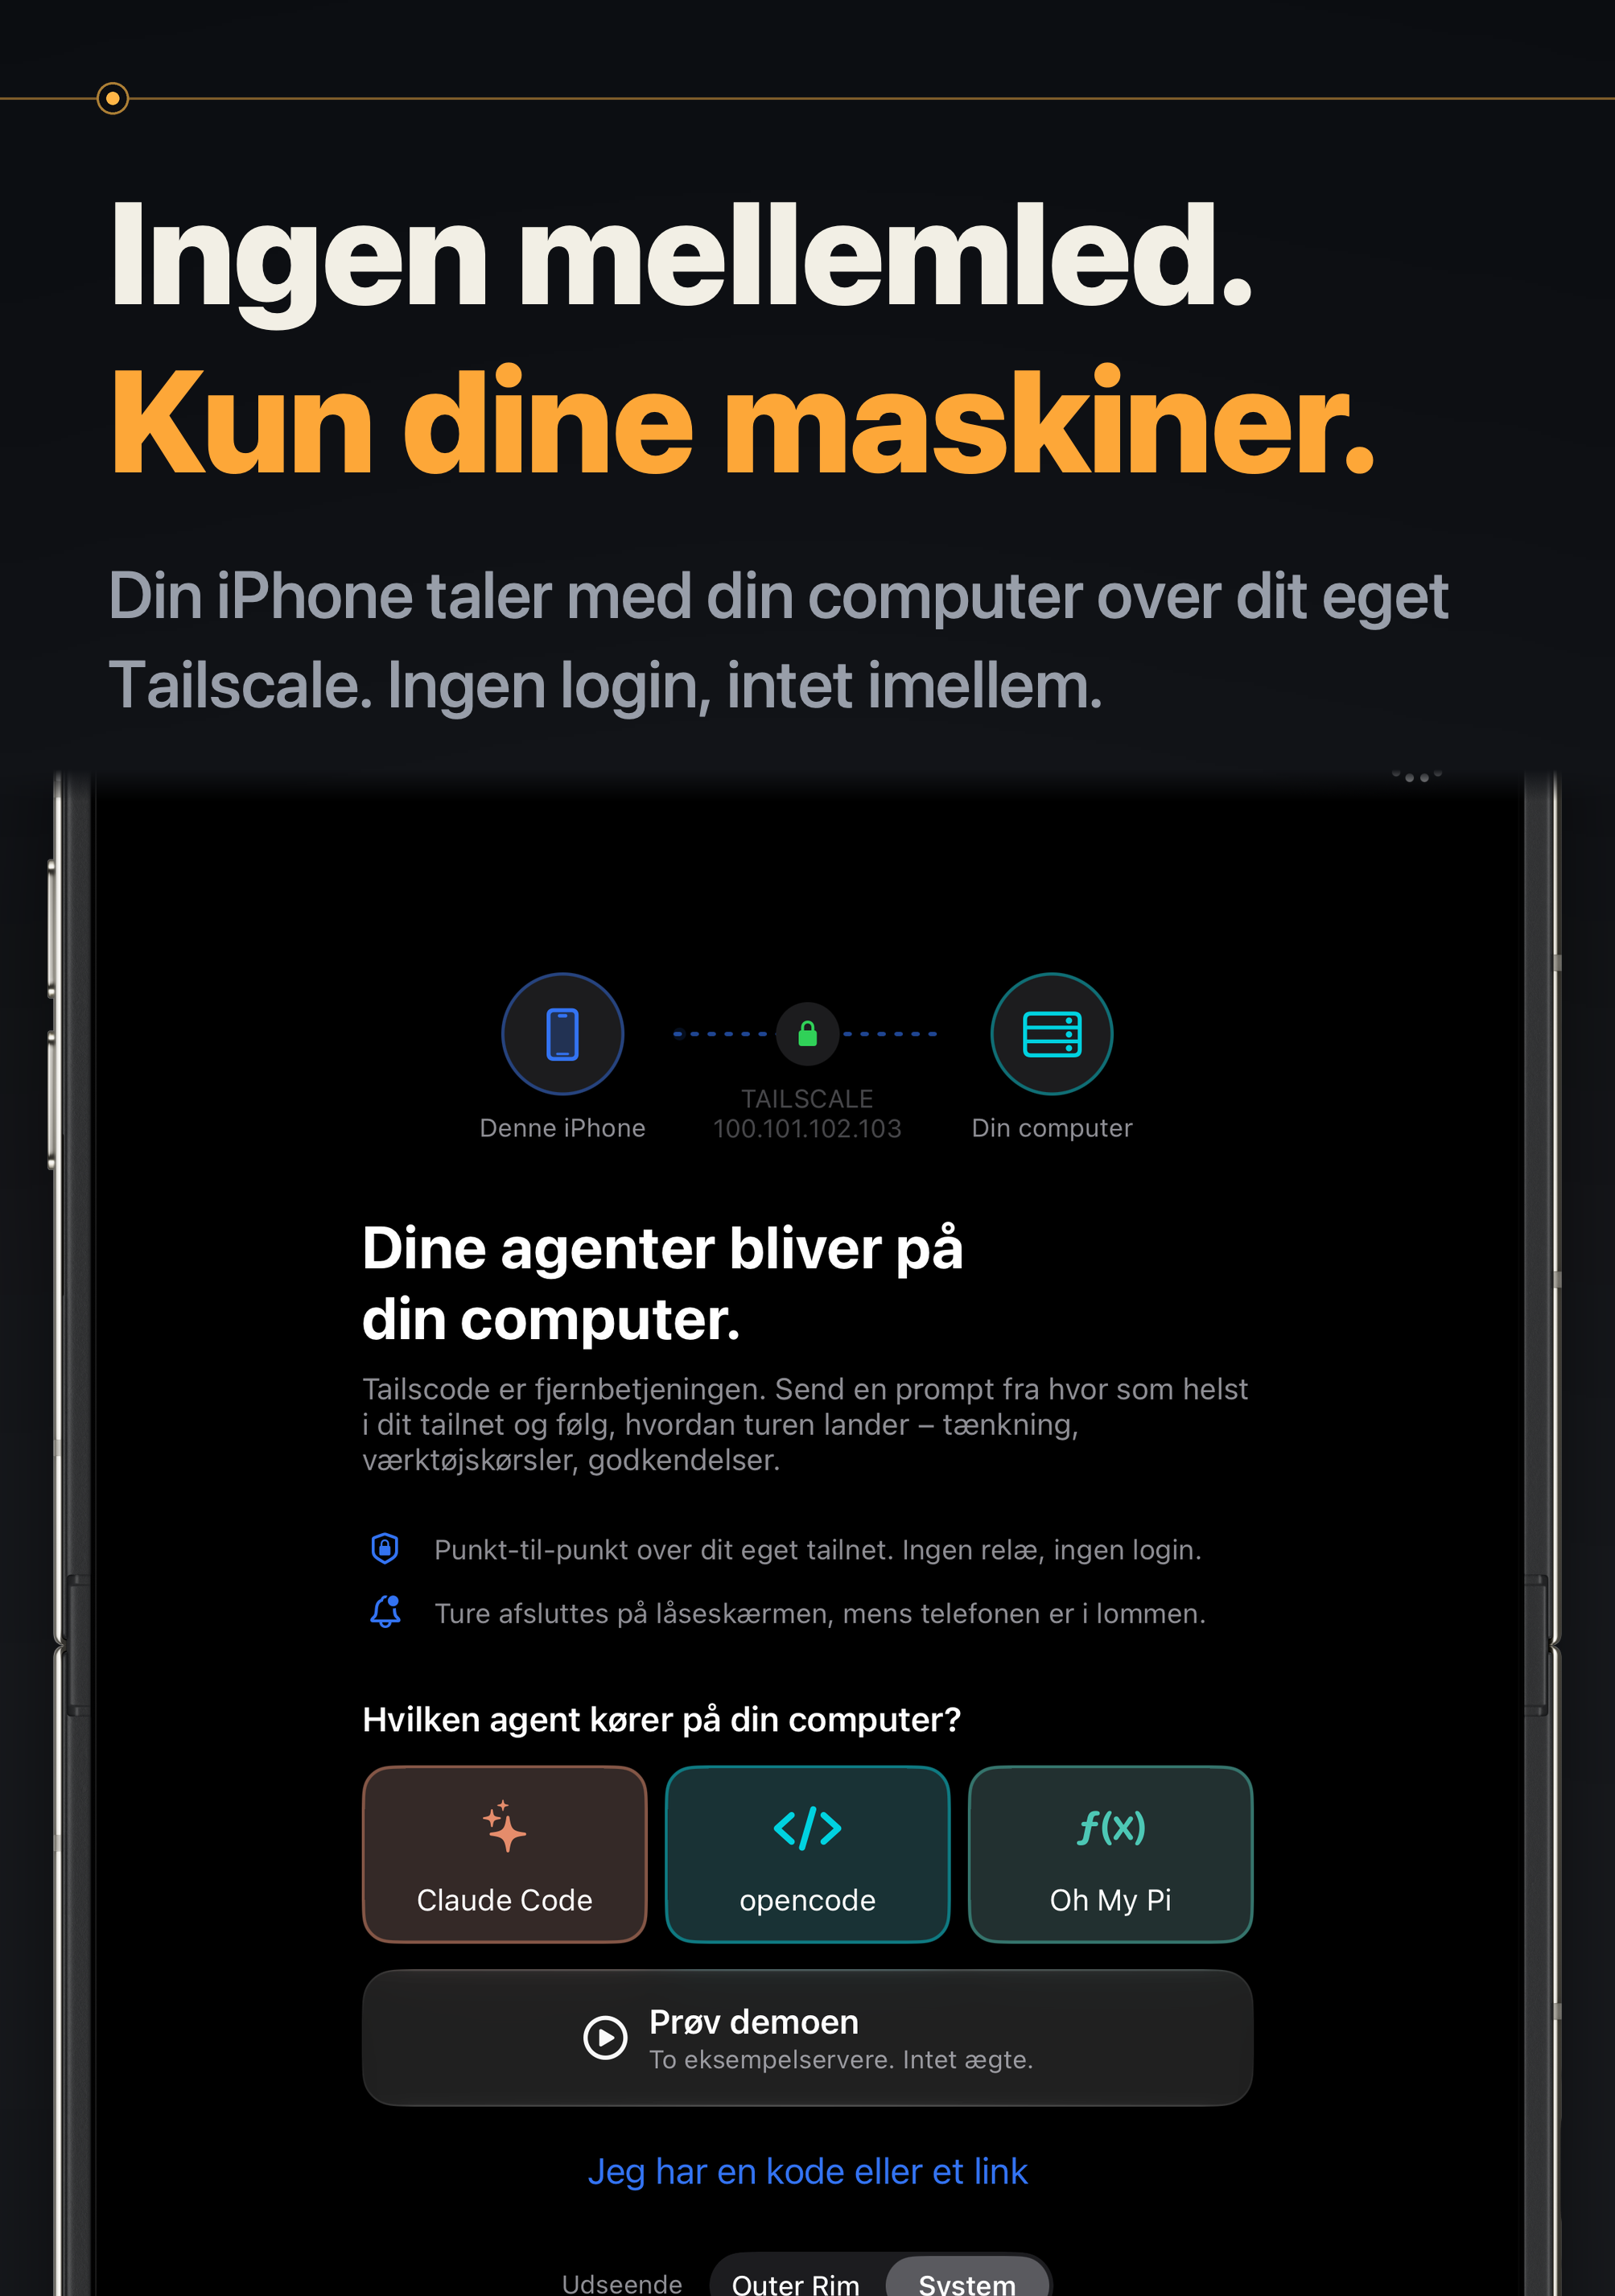 Ingen mellemled.
Kun dine maskiner.
Din iPhone taler med din computer over dit eget
Tailscale. Ingen login, intet imellem.
TAILSCALE
Denne iPhone
100.101.102.103
Din computer
Dine agenter bliver på
din computer.
Tailscode er fjernbetjeningen. Send en prompt fra hvor som helst
i dit tailnet og følg, hvordan turen lander – tænkning,
værktøjskørsler, godkendelser.
Punkt-til-punkt over dit eget tailnet. Ingen relæ, ingen login.
Ture afsluttes på låseskærmen, mens telefonen er i lommen.
Hvilken agent kører på din computer?
Claude Code
opencode
ƒ(x)
Oh My Pi
Prøv demoen
To eksempelservere. Intet ægte.
Jeg har en kode eller et link
Udseende
Outer Rim
System